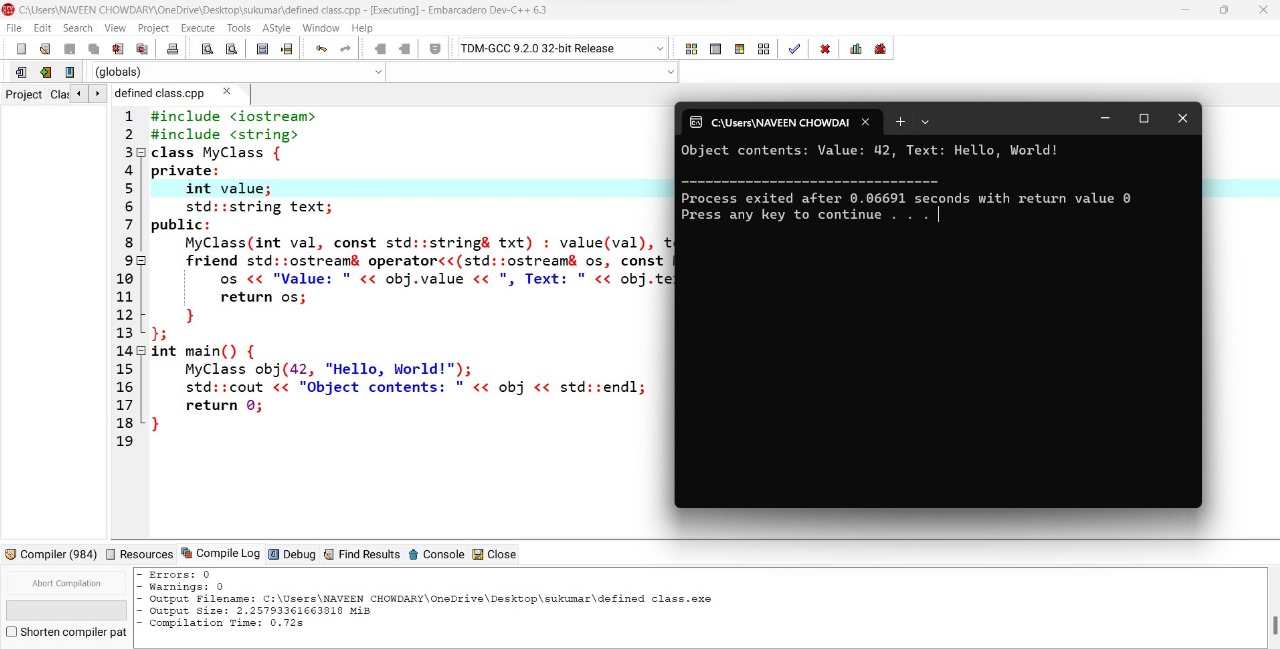 C:\Users\NAVEEN CHOWDARY\OneDrive\Desktop\sukumar\defined class.cpp - [Executing] - Embarcadero Dev-C++ 6.3
File Edit Search View Project Execute Tools AStyle Window Help
TDM-GCC 9.2.0 32-bit Release
(globals)
Project Clas
defined class.cpp
1 #include <iostream>
2 #include <string>
3 class MyClass {
4 private:
5 int value;
6 std::string text;
7 public:
8 MyClass(int val, const std::string& txt) : value(val), te
9 friend std::ostream& operator<<(std::ostream& os, const
10 os << "Value: " << obj.value << ", Text: " << obj.te
11 return os;
12 }
13 };
14 int main() {
15 MyClass obj(42, "Hello, World!");
16 std::cout << "Object contents: " << obj << std::endl;
17 return 0;
18 }
19
C:\Users\NAVEEN CHOWDAI
Object contents: Value: 42, Text: Hello, World!
--------------------------------
Process exited after 0.06691 seconds with return value 0
Press any key to continue . . .
Compiler (984) Resources Compile Log Debug Find Results Console Close
Abort Compilation
Shorten compiler pat
- Errors: 0
- Warnings: 0
- Output Filename: C:\Users\NAVEEN CHOWDARY\OneDrive\Desktop\sukumar\defined class.exe
- Output Size: 2.25793361663818 MiB
- Compilation Time: 0.72s